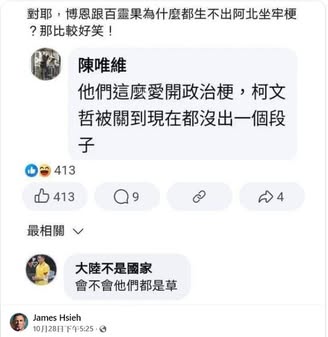 對耶，博恩跟百靈果為什麼都生不出阿北坐牢梗
？那比較好笑！
陳唯維
他們這麼愛開政治梗，柯文
哲被關到現在都沒出一個段
子
413
413
9
4
最相關
大陸不是國家
會不會他們都是草
James Hsieh
10月28日下午5:25